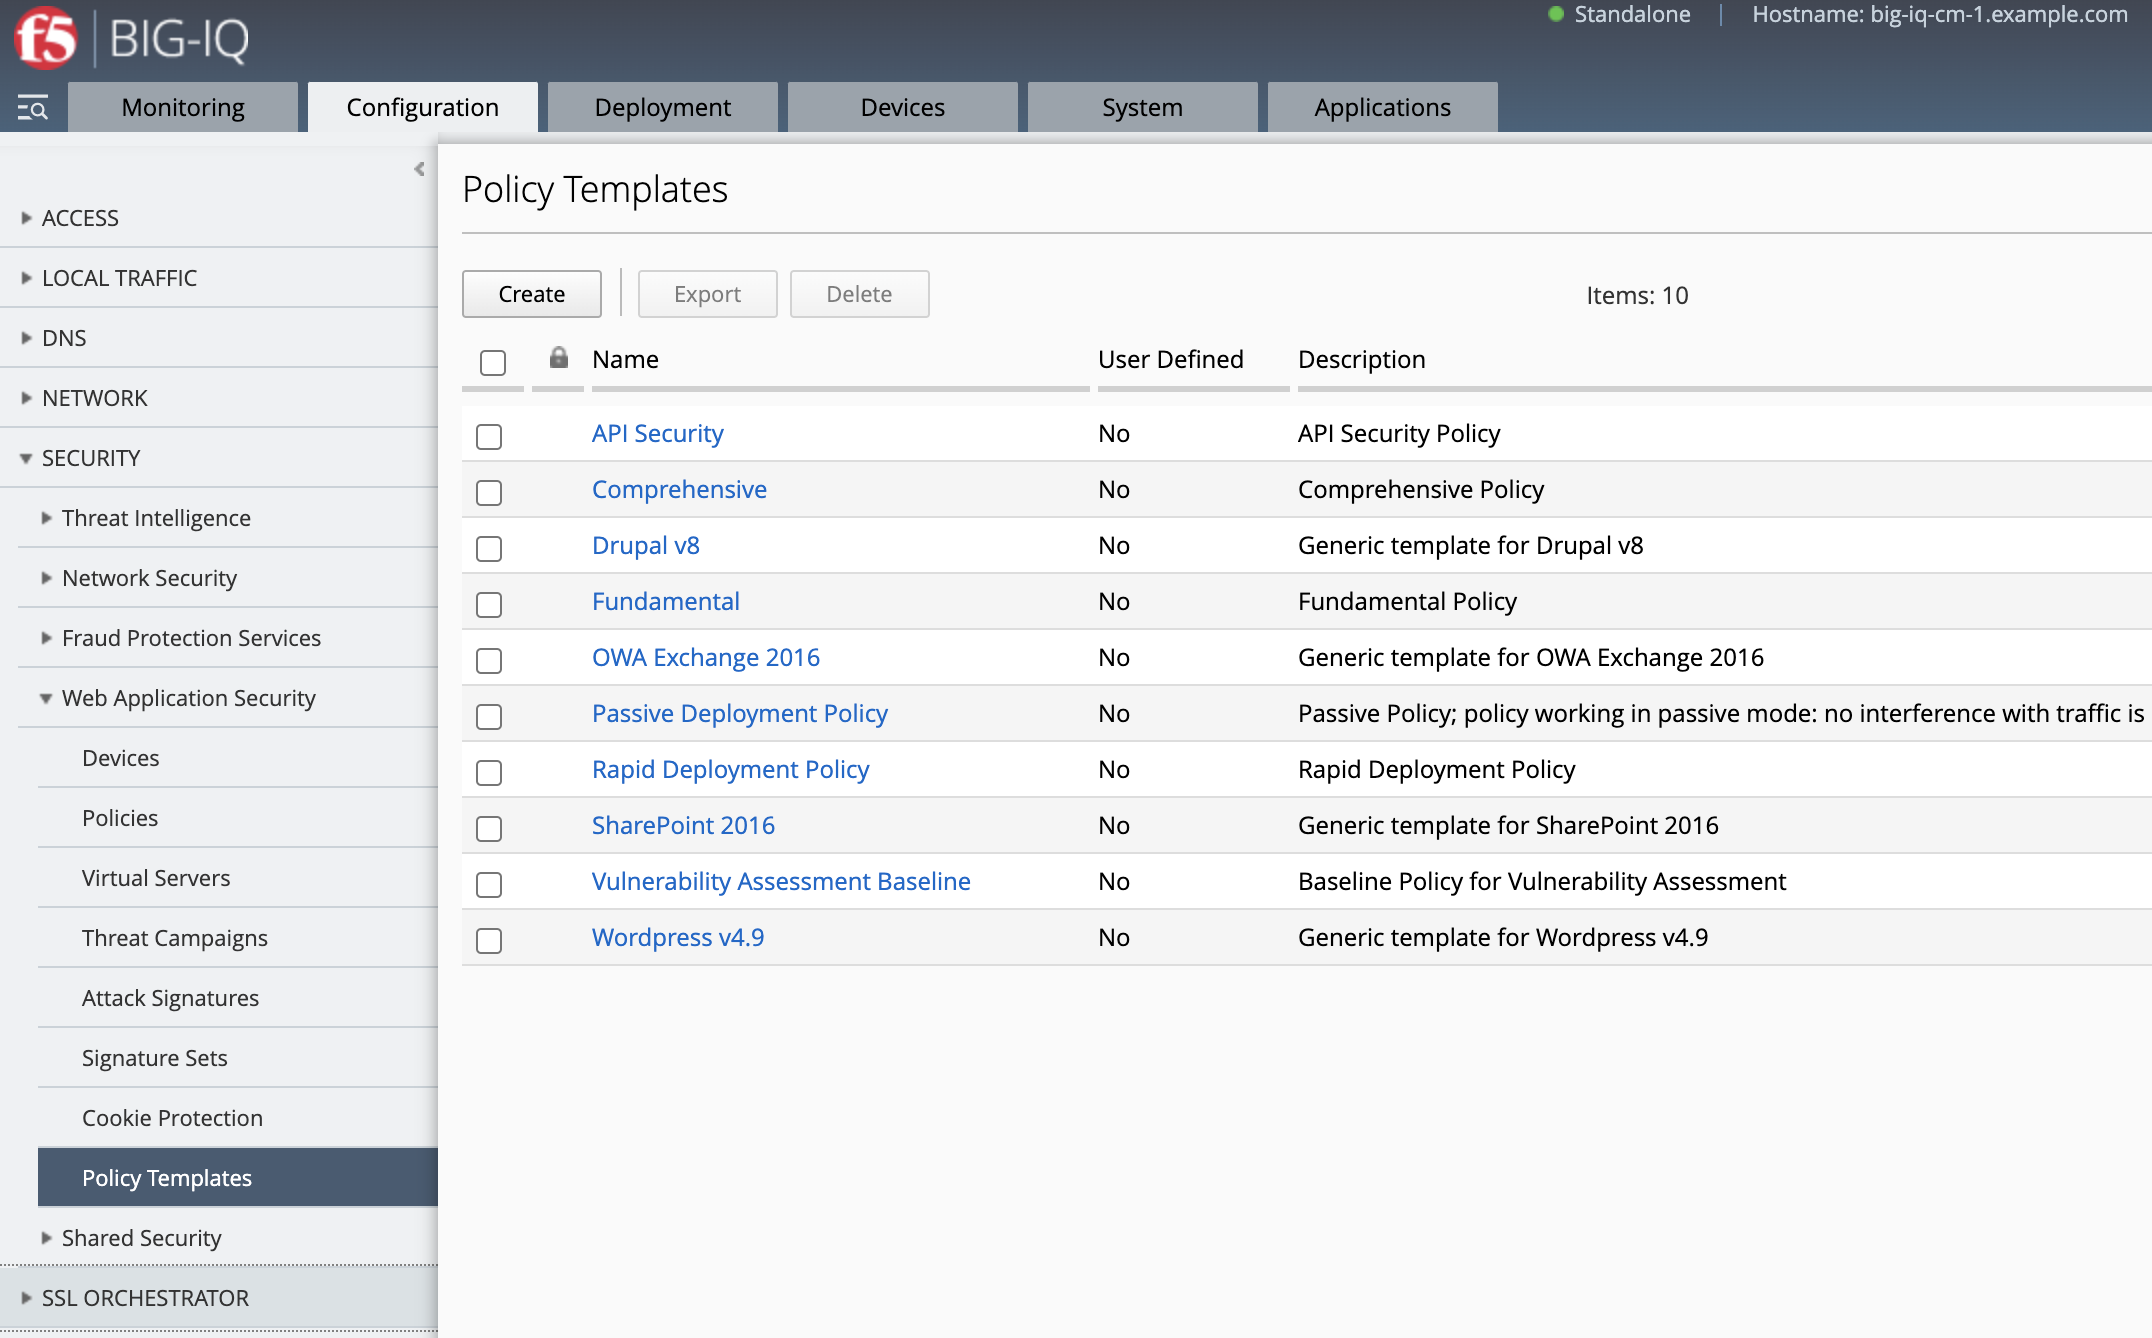 f5 BIG-IQ
Standalone Hostname: big-iq-cm-1.example.com
Monitoring Configuration Deployment Devices System Applications
ACCESS
LOCAL TRAFFIC
DNS
NETWORK
SECURITY
Threat Intelligence
Network Security
Fraud Protection Services
Web Application Security
Devices
Policies
Virtual Servers
Threat Campaigns
Attack Signatures
Signature Sets
Cookie Protection
Policy Templates
Shared Security
SSL ORCHESTRATOR
Policy Templates
Create Export Delete Items: 10
Name User Defined Description
API Security No API Security Policy
Comprehensive No Comprehensive Policy
Drupal v8 No Generic template for Drupal v8
Fundamental No Fundamental Policy
OWA Exchange 2016 No Generic template for OWA Exchange 2016
Passive Deployment Policy No Passive Policy; policy working in passive mode: no interference with traffic is
Rapid Deployment Policy No Rapid Deployment Policy
SharePoint 2016 No Generic template for SharePoint 2016
Vulnerability Assessment Baseline No Baseline Policy for Vulnerability Assessment
Wordpress v4.9 No Generic template for Wordpress v4.9